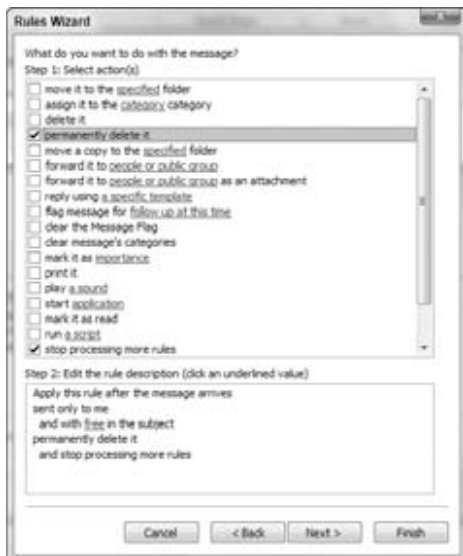 Rules Wizard
What do you want to do with the message?
Step 1: Select action(s)
move it to the specified folder
assign it to the category category
delete it
permanently delete it
move a copy to the specified folder
forward it to people or public group
forward it to people or public group as an attachment
reply using a specific template
flag message for follow up at this time
clear the Message Flag
clear message's categories
mark it as importance
print it
play a sound
start application
mark it as read
run a script
stop processing more rules
Step 2: Edit the rule description (click an underlined value)
Apply this rule after the message arrives
sent only to me
and with free in the subject
permanently delete it
and stop processing more rules
Cancel < Back Next > Finish